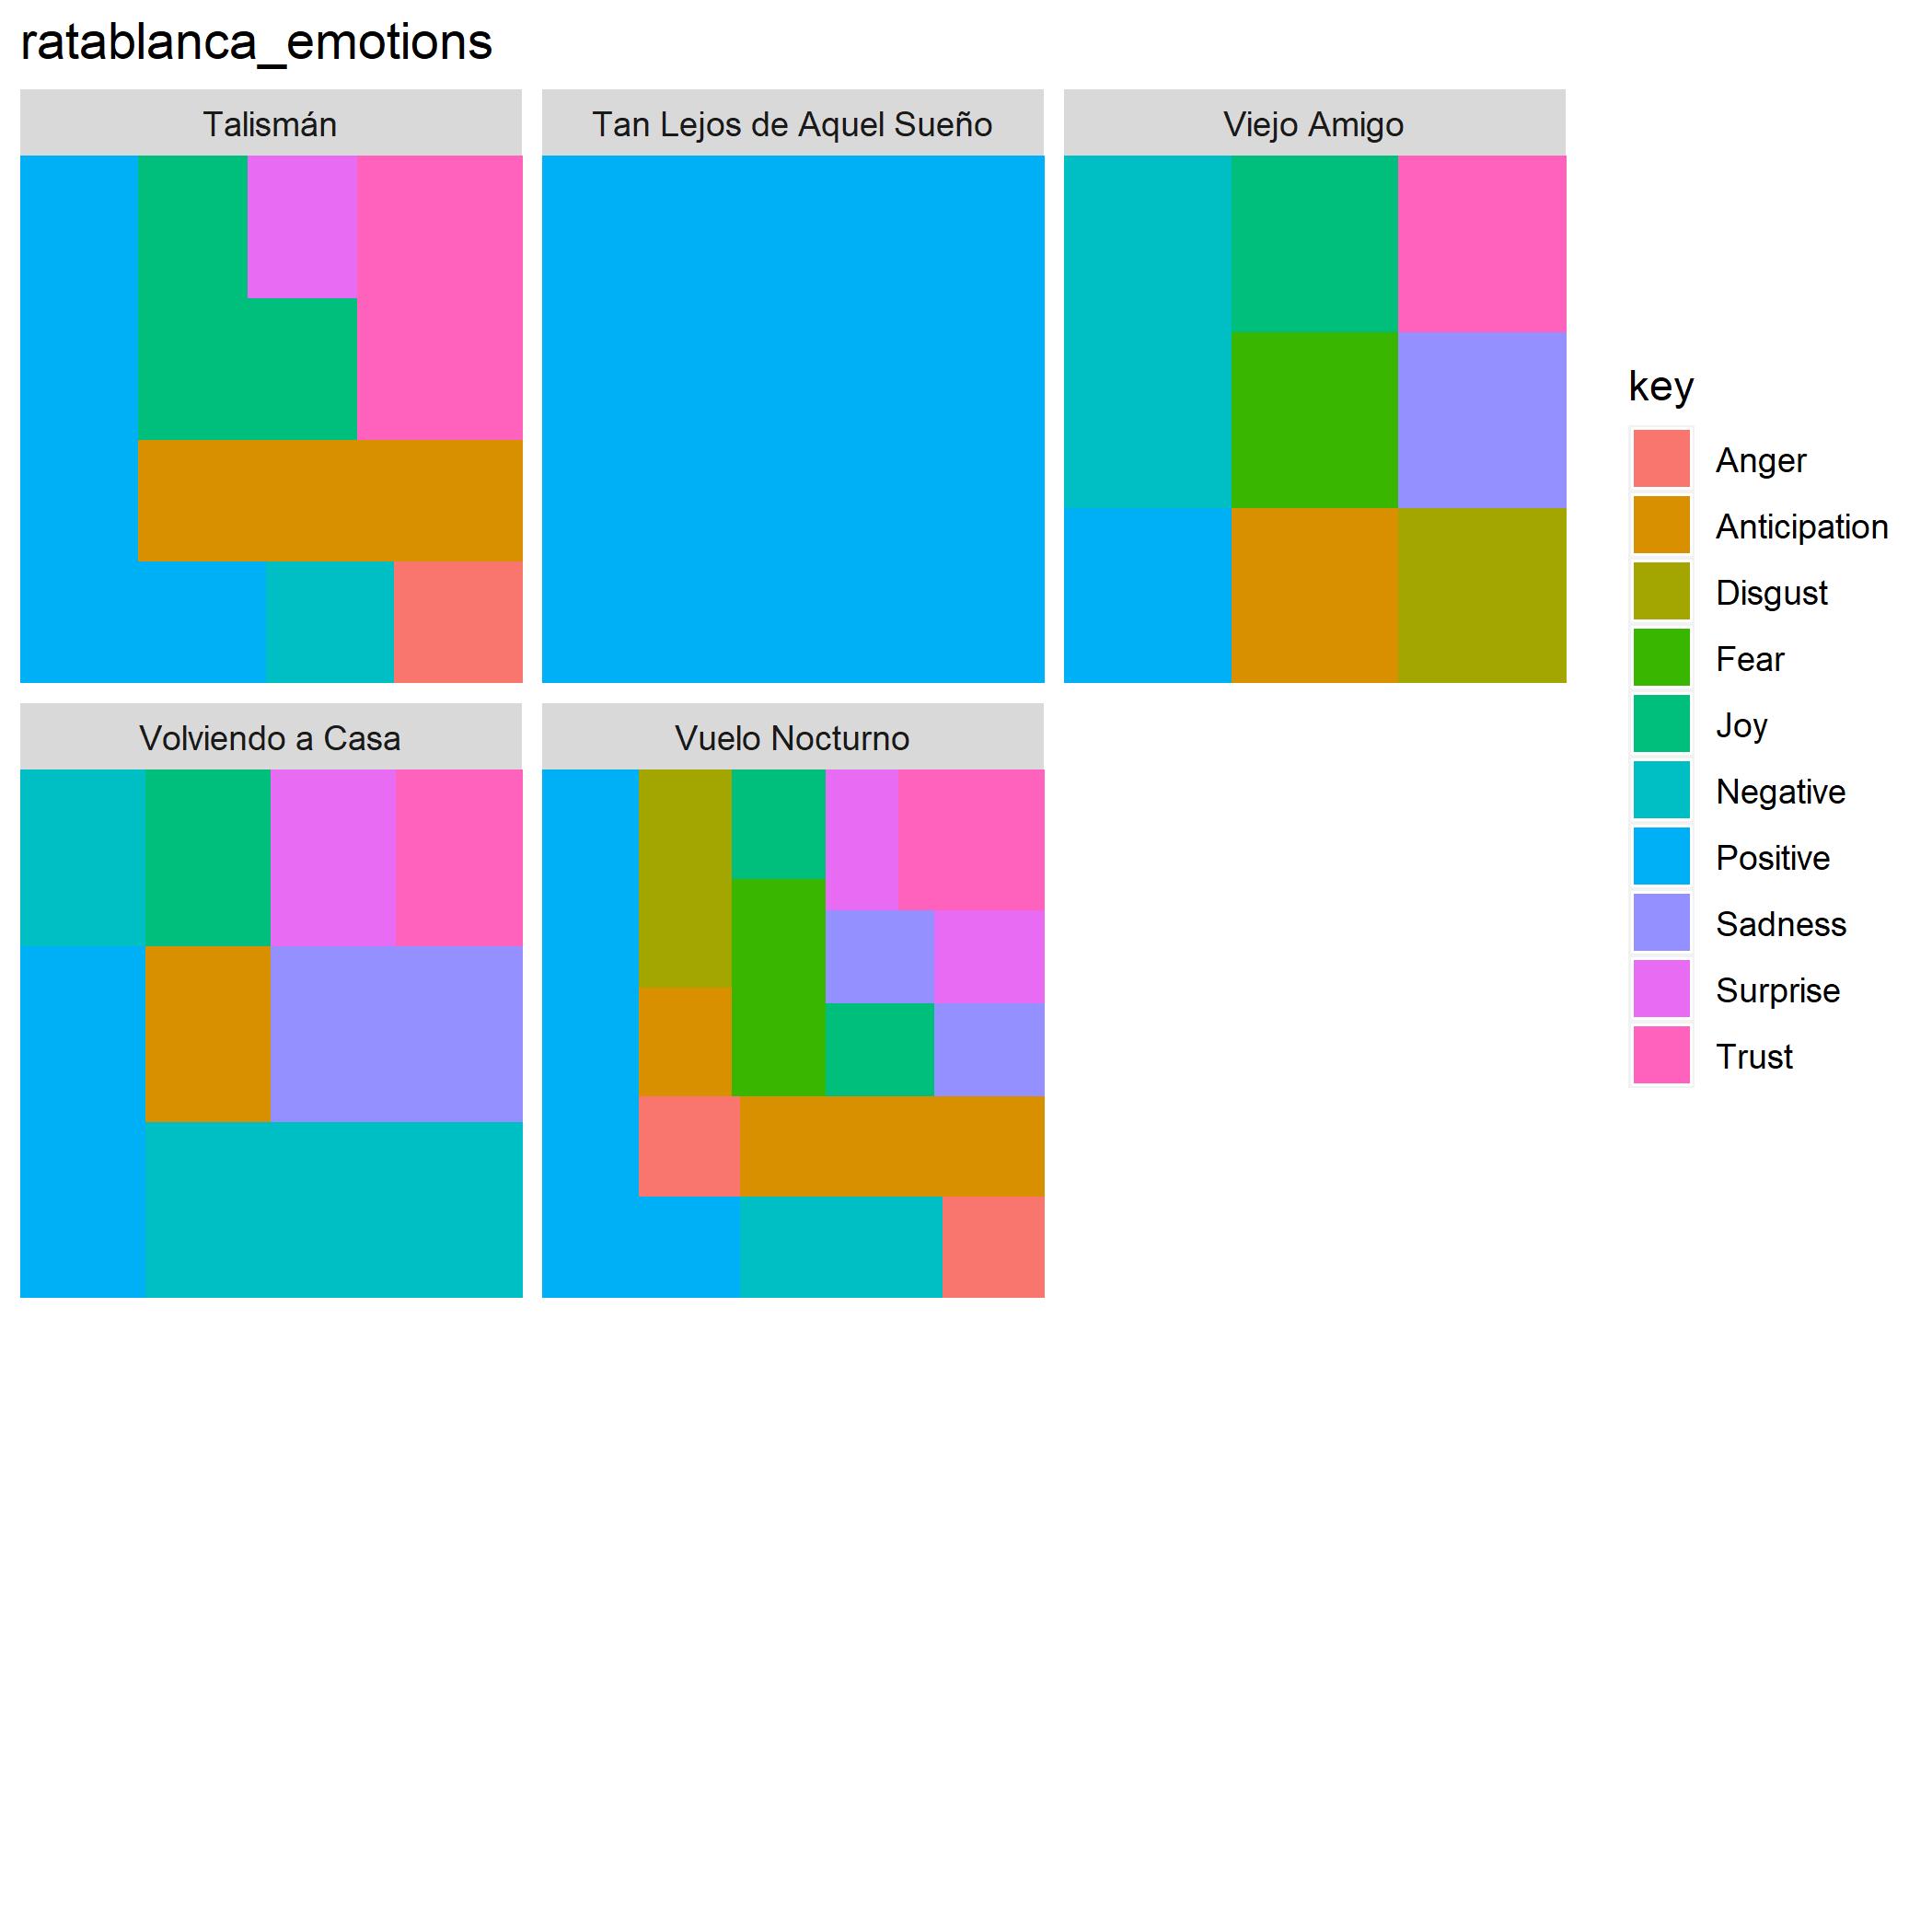 ratablanca_emotions
Talismán
Tan Lejos de Aquel Sueño
Viejo Amigo
Volviendo a Casa
Vuelo Nocturno
key
Anger
Anticipation
Disgust
Fear
Joy
Negative
Positive
Sadness
Surprise
Trust